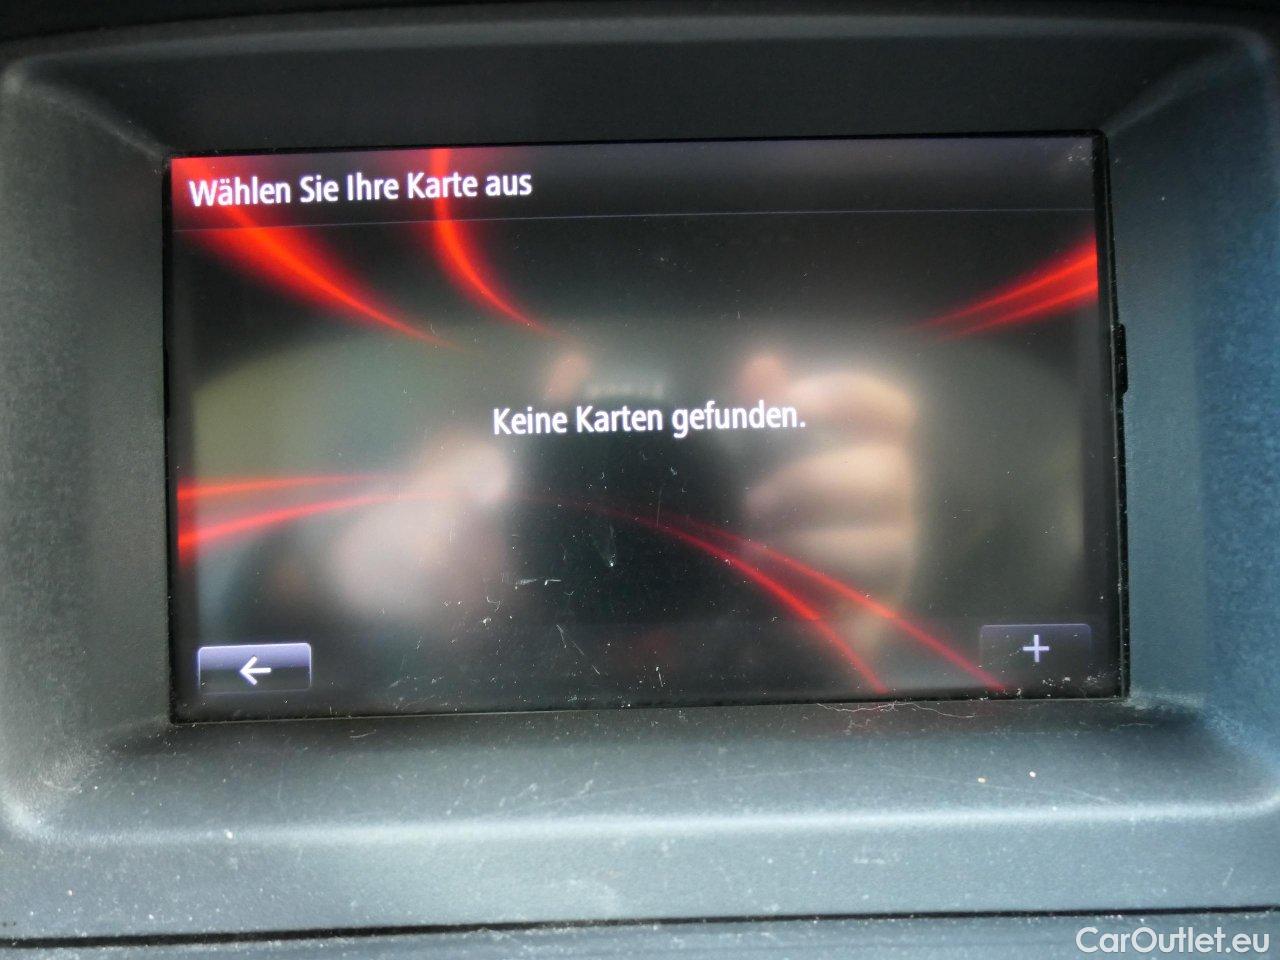 Wählen Sie Ihre Karte aus
Keine Karten gefunden.
CarOutlet.eu